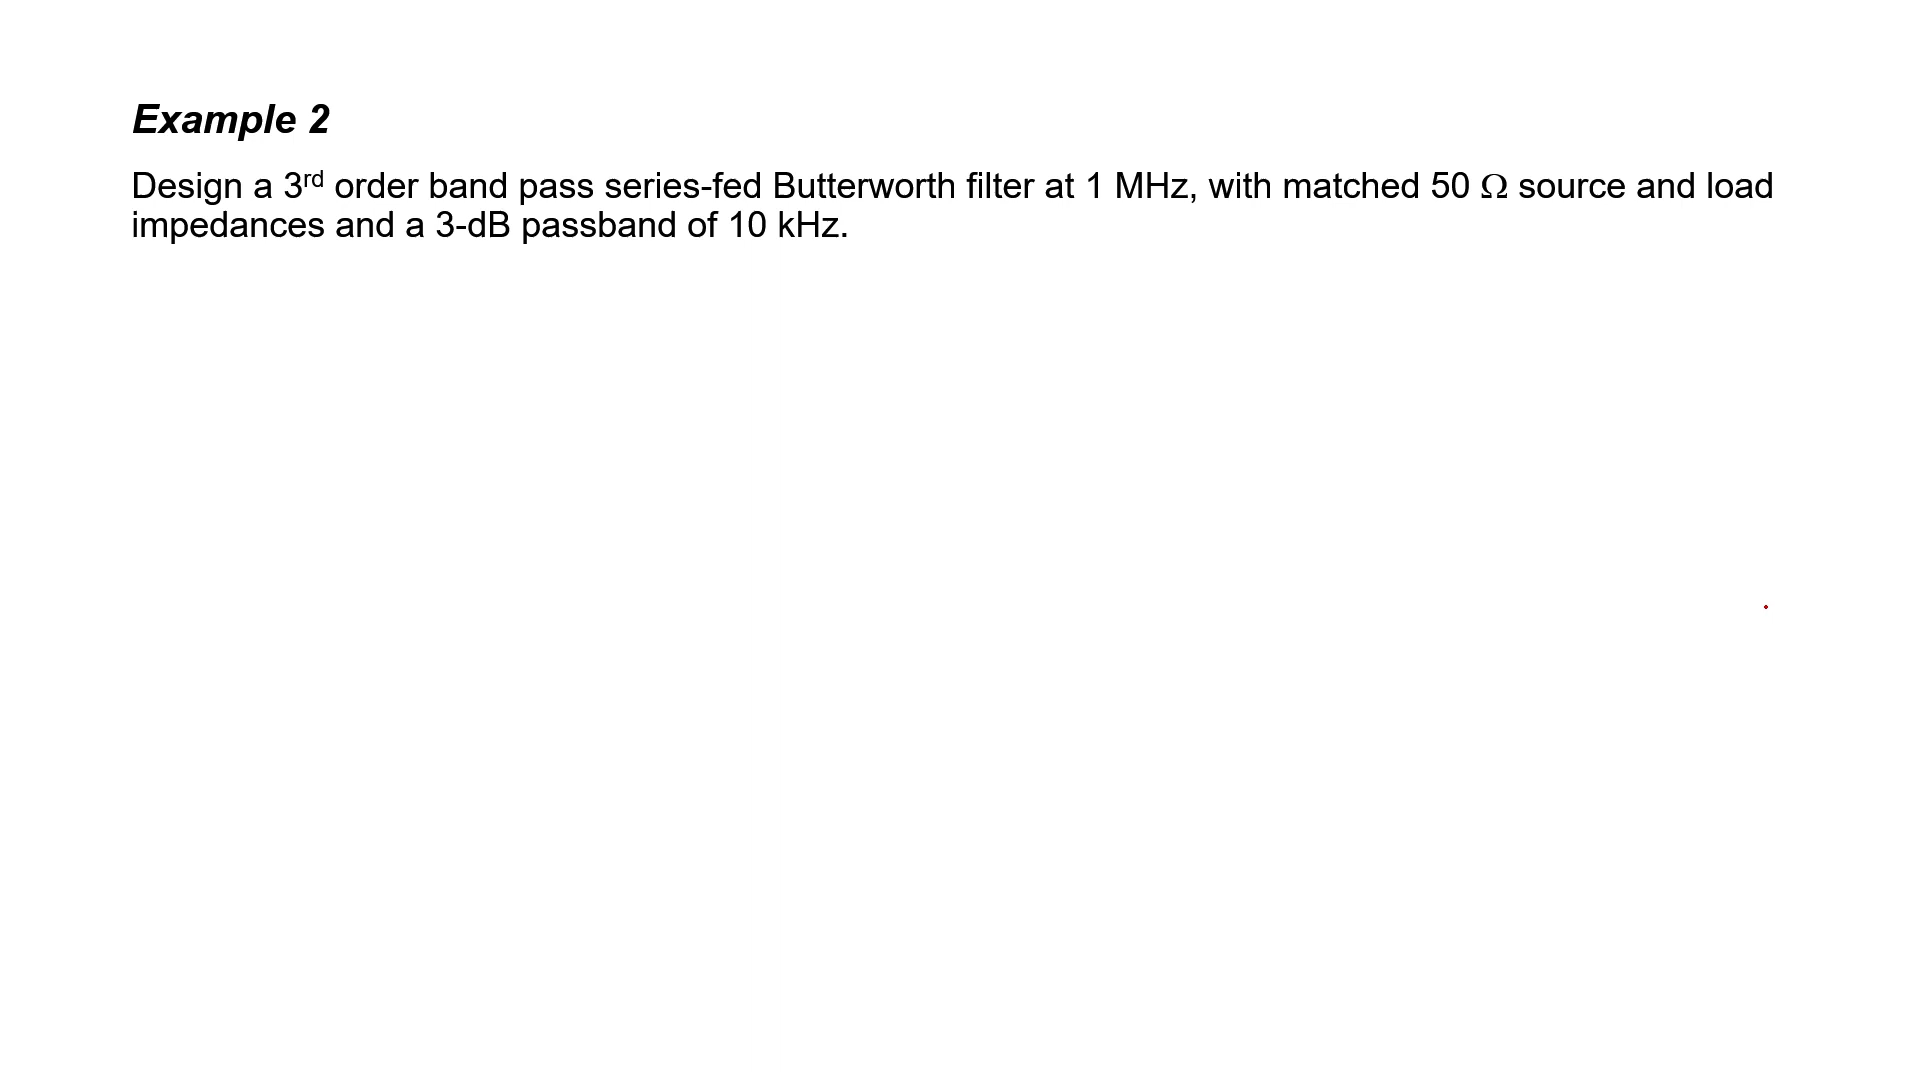 Example 2
Design a 3rd order band pass series-fed Butterworth filter at 1 MHz, with matched 50 Ω source and load
impedances and a 3-dB passband of 10 kHz.